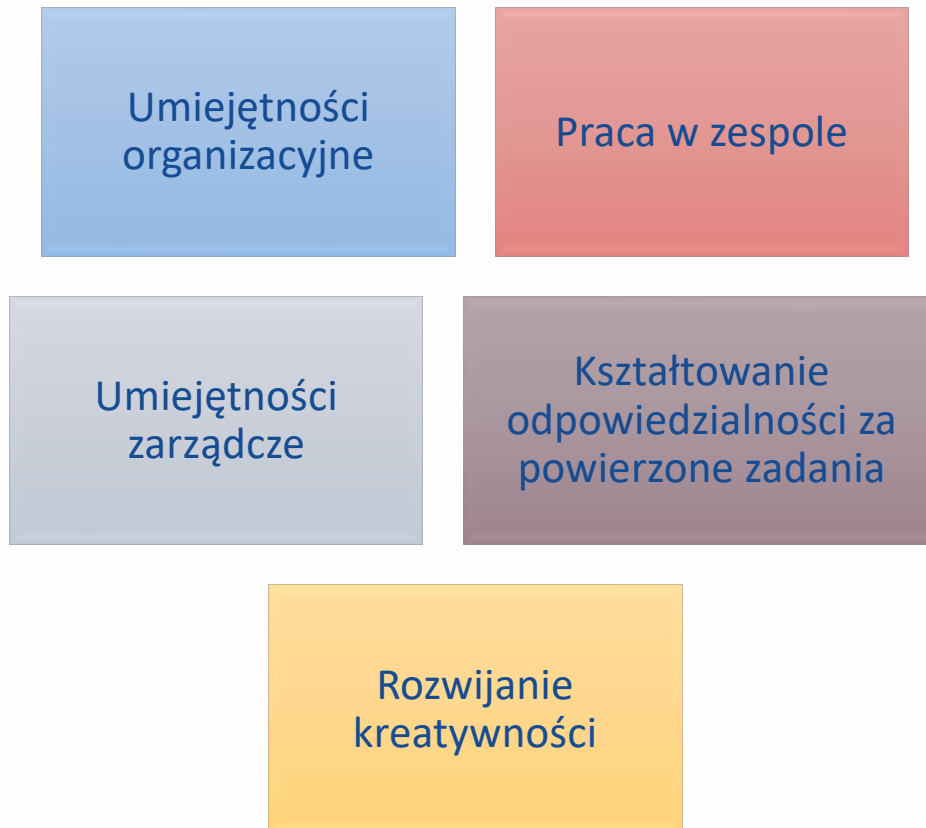 Umiejętności
organizacyjne
Praca w zespole
Umiejętności
zarządcze
Kształtowanie
odpowiedzialności za
powierzone zadania
Rozwijanie
kreatywności